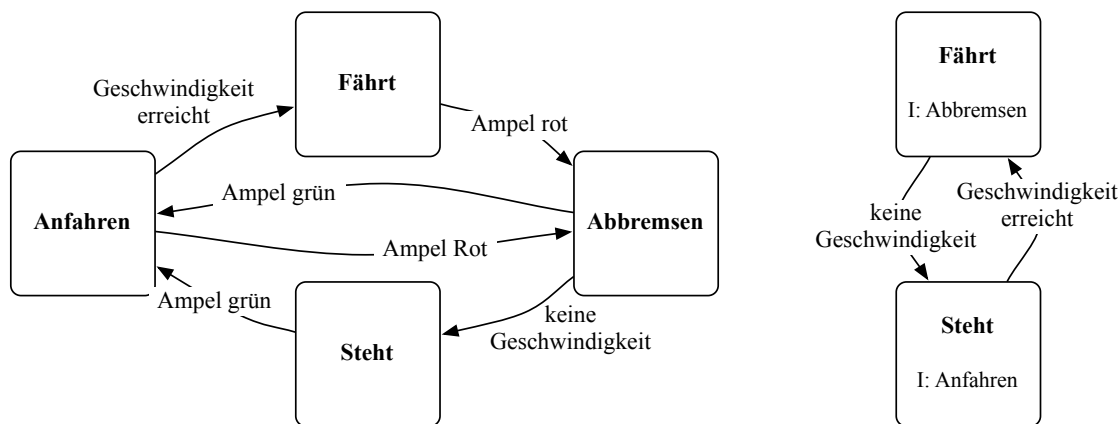 Fährt
Geschwindigkeit
erreicht
Ampel rot
Anfahren
Ampel grün
Abbremsen
Ampel Rot
Ampel grün
Steht
keine
Geschwindigkeit
Fährt
I: Abbremsen
keine
Geschwindigkeit
Geschwindigkeit
erreicht
Steht
I: Anfahren